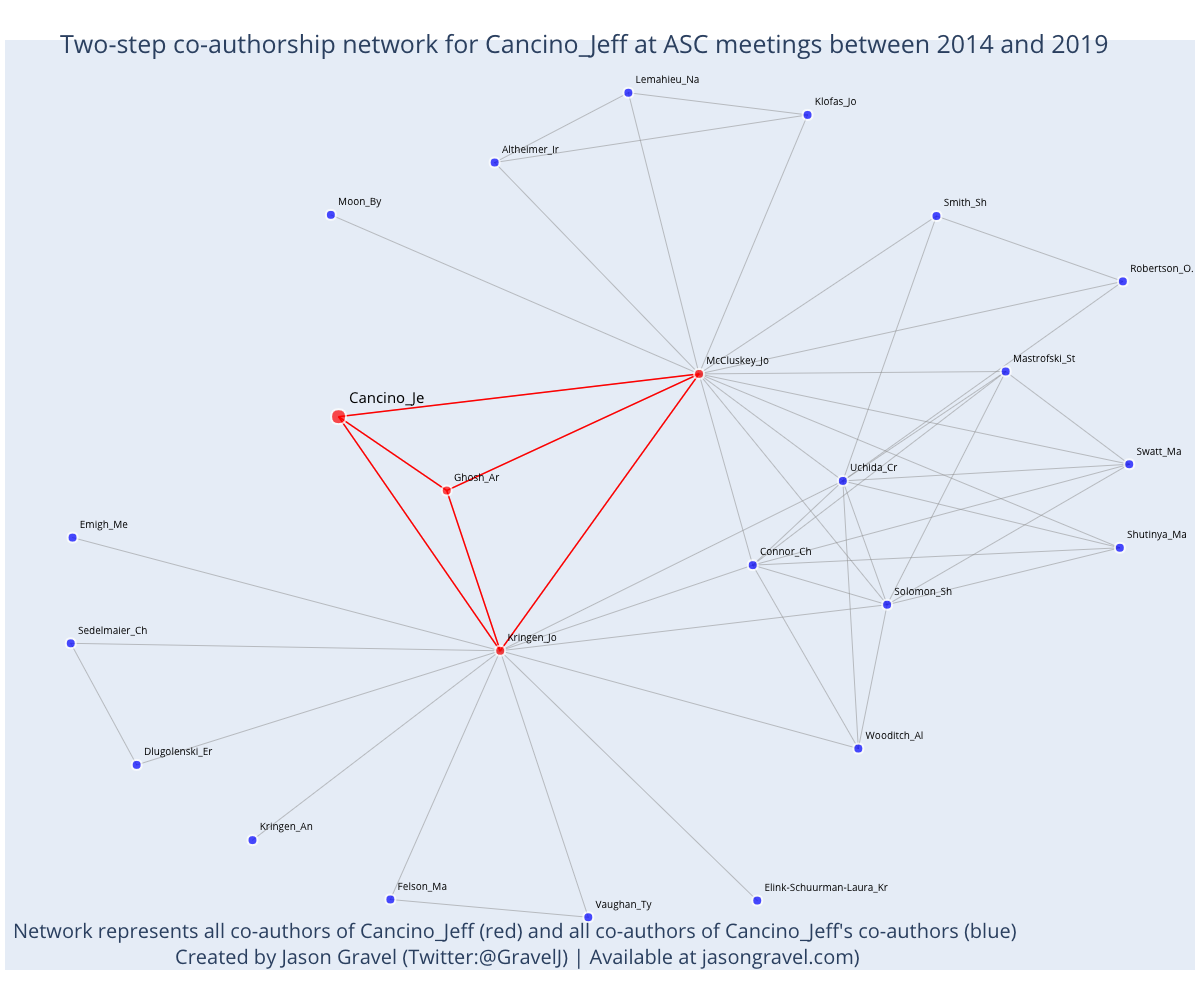 Two-step co-authorship network for Cancino_Jeff at ASC meetings between 2014 and 2019
Lemahieu_Na
Klofas_Jo
Altheimer_Ir
Moon_By
Smith_Sh
Robertson_O.
McCluskey_Jo
Mastrofski_St
Cancino_Je
Swatt_Ma
Uchida_Cr
Ghosh_Ar
Emigh_Me
Shutinya_Ma
Connor_Ch
Solomon_Sh
Sedelmaier_Ch
Kringen_Jo
Wooditch_Al
Dlugolenski_Er
Kringen_An
Felson_Ma
Elink-Schuurman-Laura_Kr
Vaughan_Ty
Network represents all co-authors of Cancino_Jeff (red) and all co-authors of Cancino_Jeff's co-authors (blue)
Created by Jason Gravel (Twitter:@GravelJ) | Available at jasongravel.com)